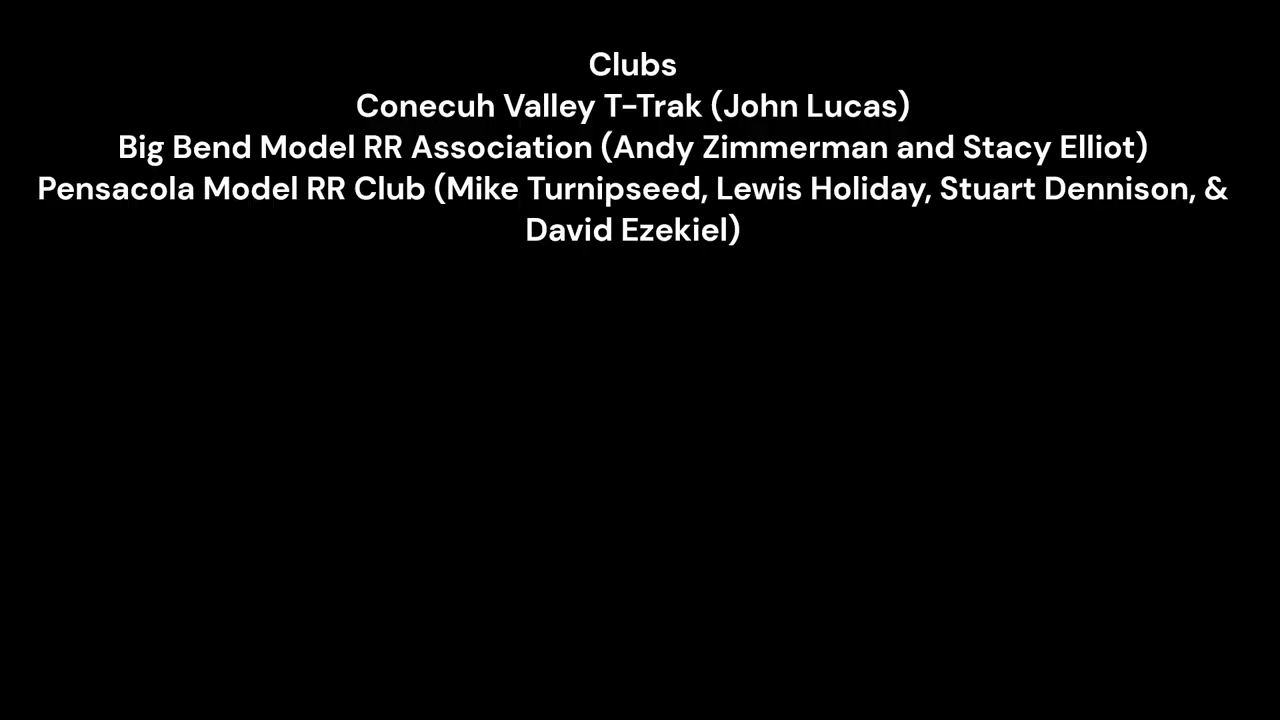 Clubs
Conecuh Valley T-Trak (John Lucas)
Big Bend Model RR Association (Andy Zimmerman and Stacy Elliot)
Pensacola Model RR Club (Mike Turnipseed, Lewis Holiday, Stuart Dennison, &
David Ezekiel)